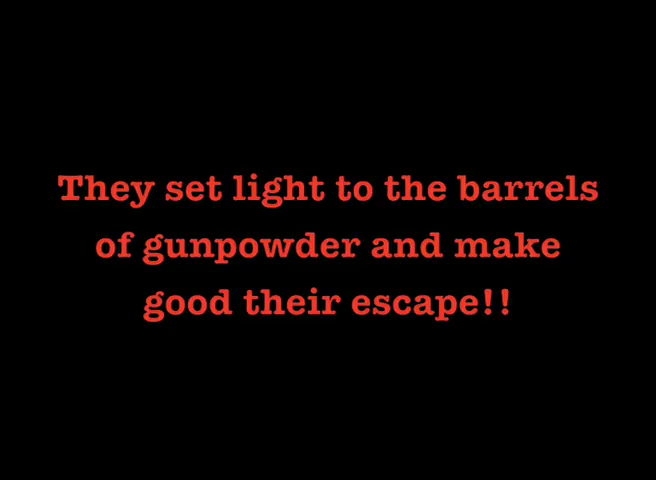 They set light to the barrels
of gunpowder and make
good their escape!!